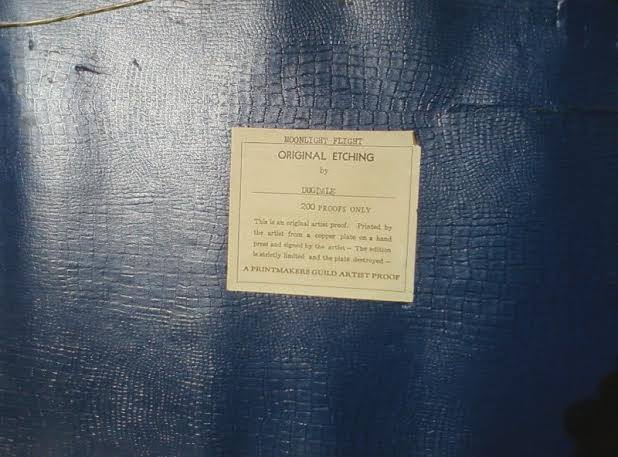 MOONLIGHT FLIGHT
ORIGINAL ETCHING
by
DUGDALE
200 PROOFS ONLY
This is an original artist proof. Printed by
the artist from a copper plate on a hand
press and signed by the artist — The edition
is strictly limited and the plate destroyed —
A PRINTMAKERS GUILD ARTIST PROOF